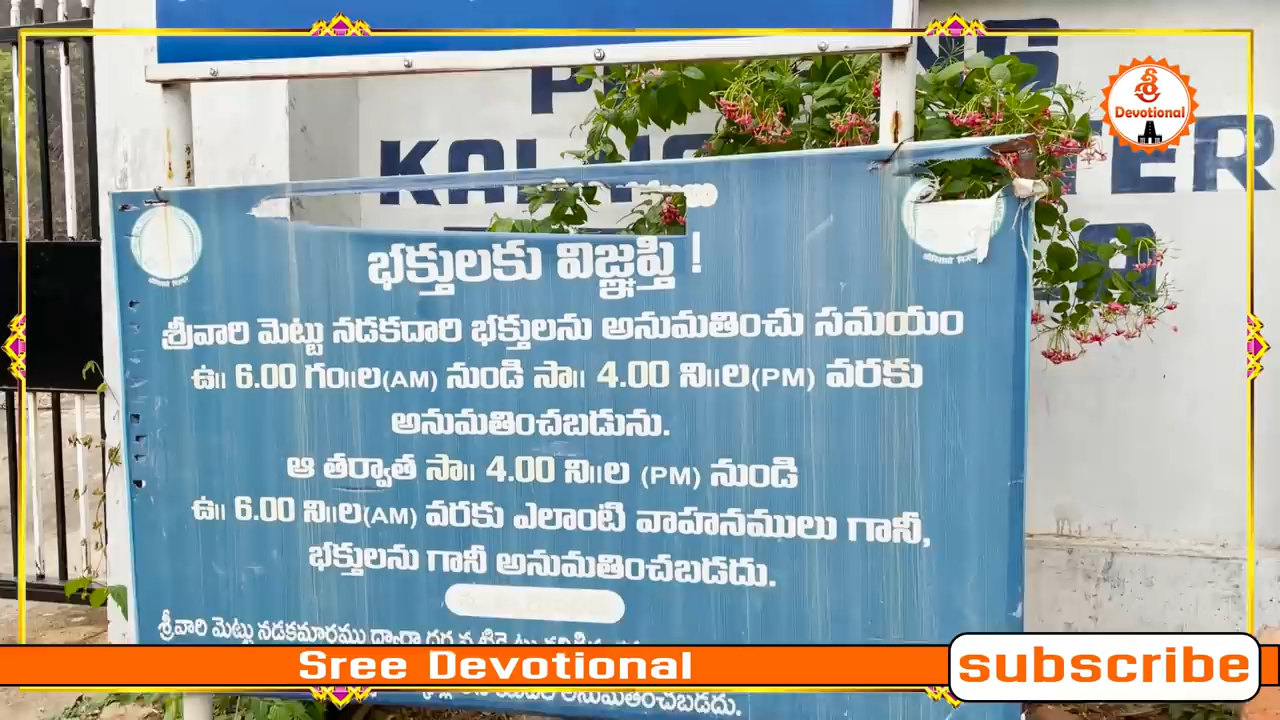 శ్రీ
Devotional
భక్తులకు విజ్ఞప్తి !
శ్రీవారి మెట్టు నడకదారి భక్తులను అనుమతించు సమయం
ఉ॥ 6.00 గం॥ల(AM) నుండి సా॥ 4.00 ని॥ల(PM) వరకు
అనుమతించబడును.
ఆ తర్వాత సా॥ 4.00 ని॥ల (PM) నుండి
ఉ॥ 6.00 ని॥ల(AM) వరకు ఎలాంటి వాహనములు గానీ,
భక్తులను గానీ అనుమతించబడదు.
శ్రీవారి మెట్టు నడకమార్గము ద్వారా
అనుమతించబడదు.
Sree Devotional
subscribe